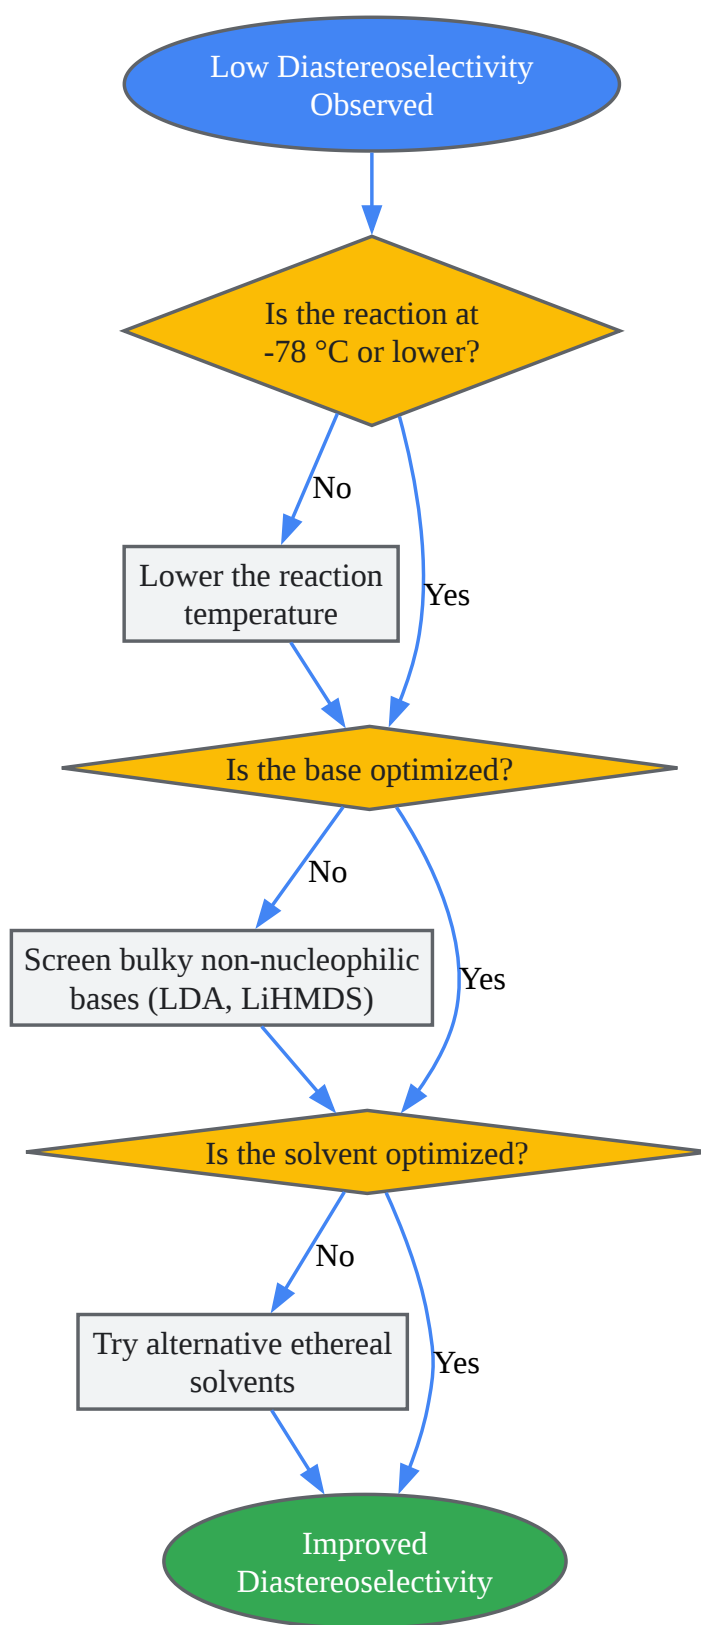 Low Diastereoselectivity
Observed
Is the reaction at
-78 °C or lower?
No
Yes
Lower the reaction
temperature
Is the base optimized?
No
Yes
Screen bulky non-nucleophilic
bases (LDA, LiHMDS)
Is the solvent optimized?
No
Yes
Try alternative ethereal
solvents
Improved
Diastereoselectivity